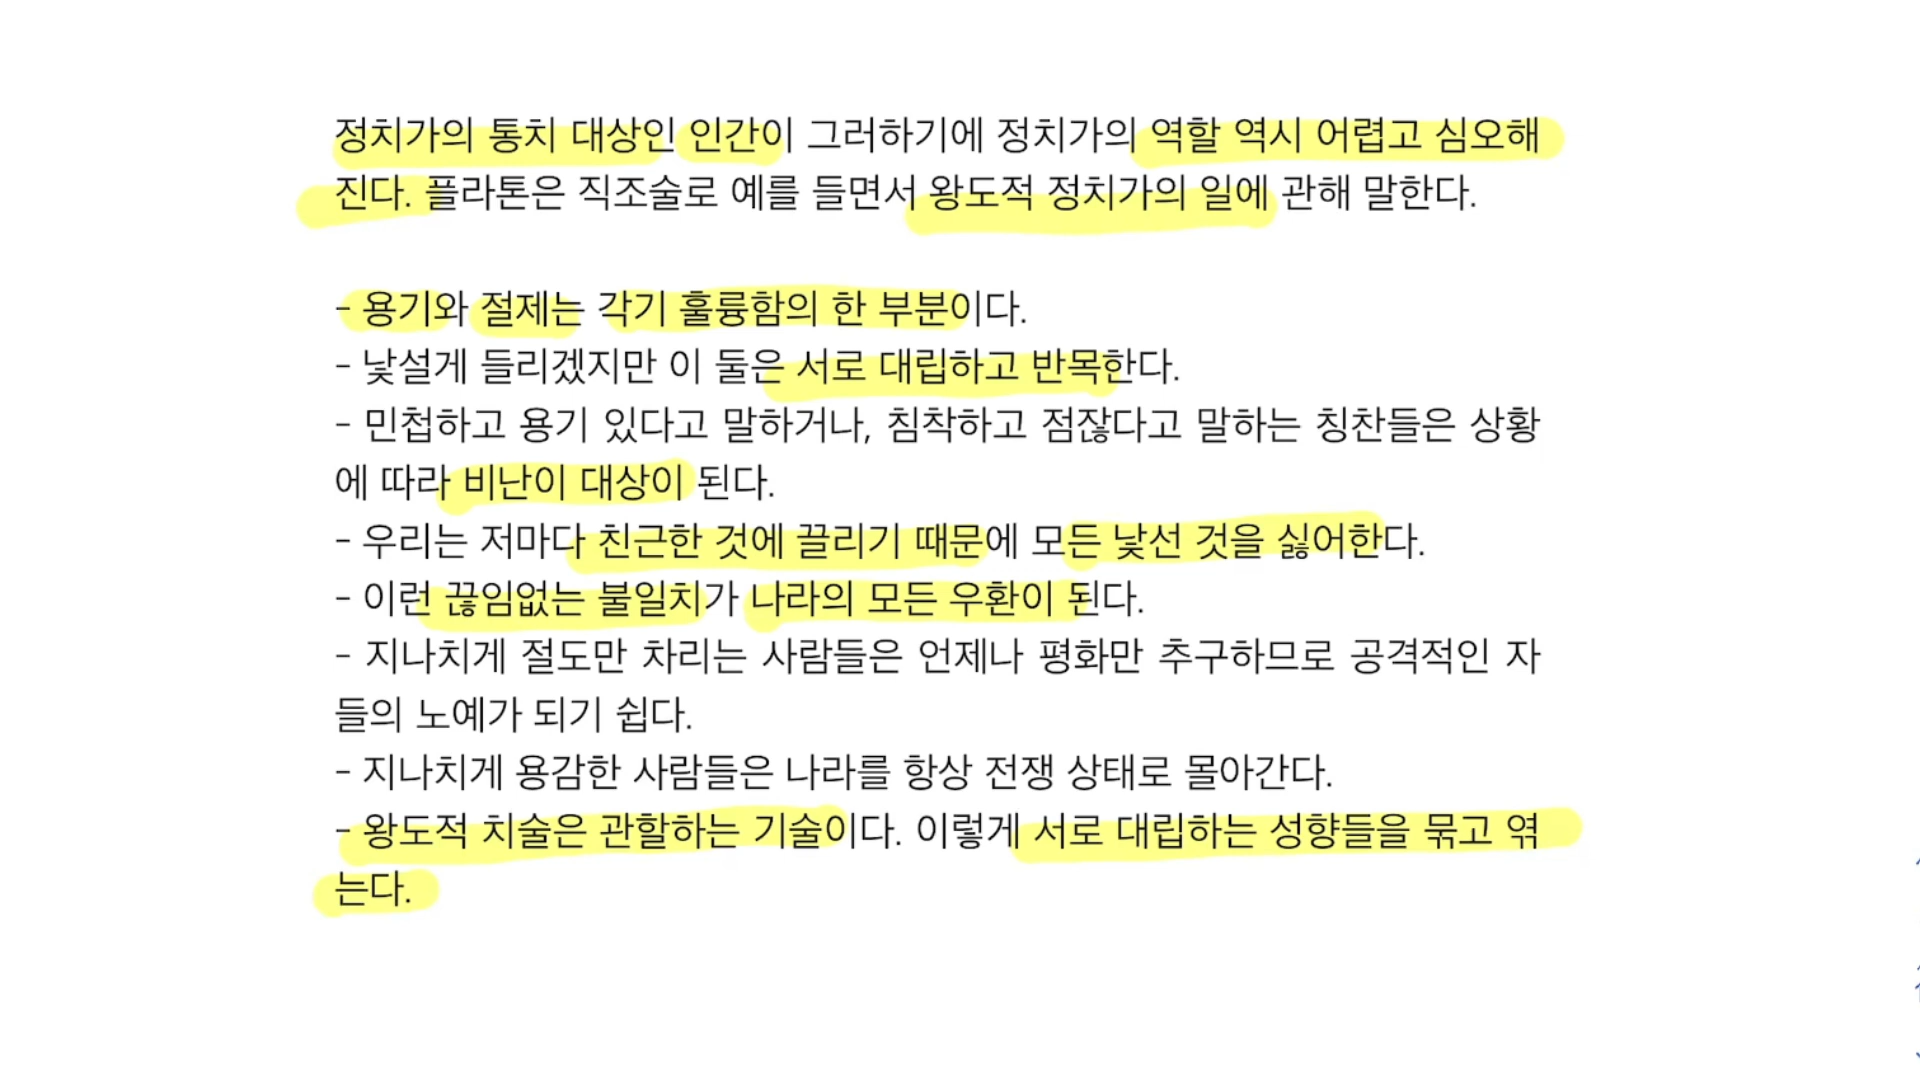 정치가의 통치 대상인 인간이 그러하기에 정치가의 역할 역시 어렵고 심오해
진다. 플라톤은 직조술로 예를 들면서 왕도적 정치가의 일에 관해 말한다.
- 용기와 절제는 각기 훌륭함의 한 부분이다.
- 낯설게 들리겠지만 이 둘은 서로 대립하고 반목한다.
- 민첩하고 용기 있다고 말하거나, 침착하고 점잖다고 말하는 칭찬들은 상황
에 따라 비난이 대상이 된다.
- 우리는 저마다 친근한 것에 끌리기 때문에 모든 낯선 것을 싫어한다.
- 이런 끊임없는 불일치가 나라의 모든 우환이 된다.
- 지나치게 절도만 차리는 사람들은 언제나 평화만 추구하므로 공격적인 자
들의 노예가 되기 쉽다.
- 지나치게 용감한 사람들은 나라를 항상 전쟁 상태로 몰아간다.
- 왕도적 치술은 관할하는 기술이다. 이렇게 서로 대립하는 성향들을 묶고 엮
는다.